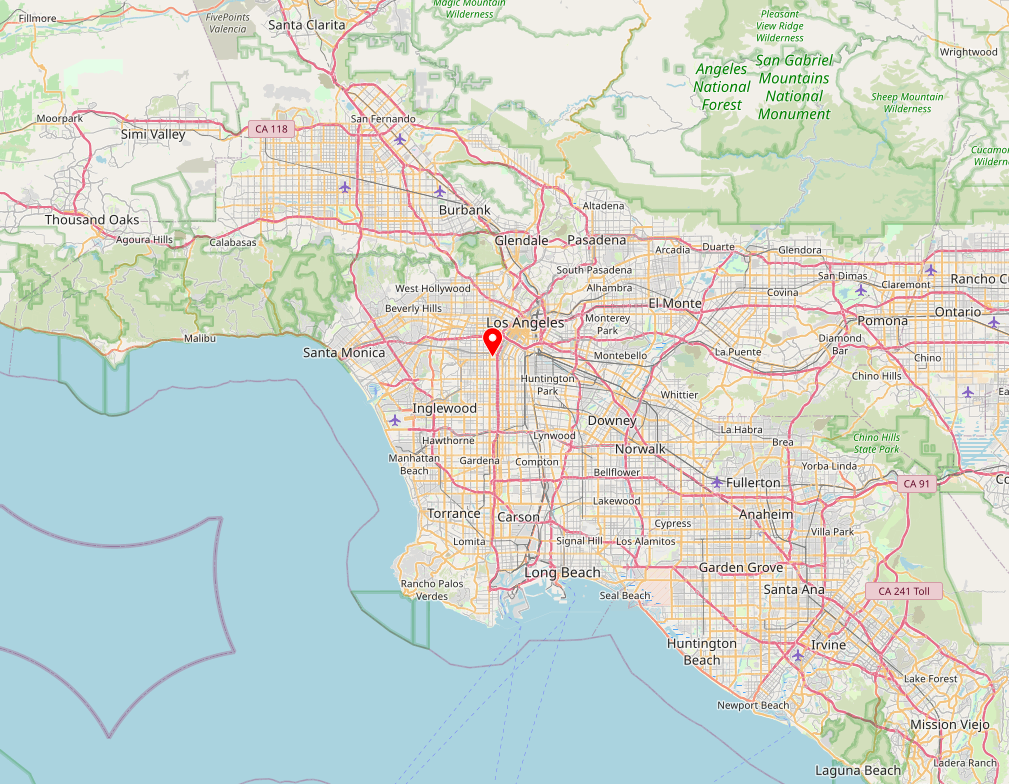 Magic Mountain
Wilderness
Fillmore
FivePoints
Valencia
Santa Clarita
Pleasant
View Ridge
Wilderness
Wrightwood
Angeles
National
Forest
San Gabriel
Mountains
National
Monument
Sheep Mountain
Wilderness
Moorpark
Simi Valley
CA 118
San Fernando
Cucamon
Wildern
Thousand Oaks
Agoura Hills
Calabasas
Burbank
Altadena
Glendale
Pasadena
Arcadia
Duarte
Glendora
South Pasadena
San Dimas
Claremont
Rancho C
West Hollywood
Alhambra
Beverly Hills
El Monte
Covina
Ontario
Los Angeles
Monterey
Park
Pomona
Malibu
Santa Monica
Montebello
La Puente
Diamond
Bar
Chino
Huntington
Park
Chino Hills
Ea
Whittier
Inglewood
Downey
La Habra
Hawthorne
Lynwood
Norwalk
Brea
Chino Hills
State Park
Manhattan
Beach
Gardena
Compton
Bellflower
Yorba Linda
Fullerton
CA 91
Co
Lakewood
Torrance
Carson
Cypress
Anaheim
Villa Park
Lomita
Signal Hill
Los Alamitos
Rancho Palos
Verdes
Long Beach
Garden Grove
Seal Beach
Santa Ana
CA 241 Toll
Huntington
Beach
Irvine
Lake Forest
Newport Beach
Mission Viejo
Laguna Beach
Ladera Ranch